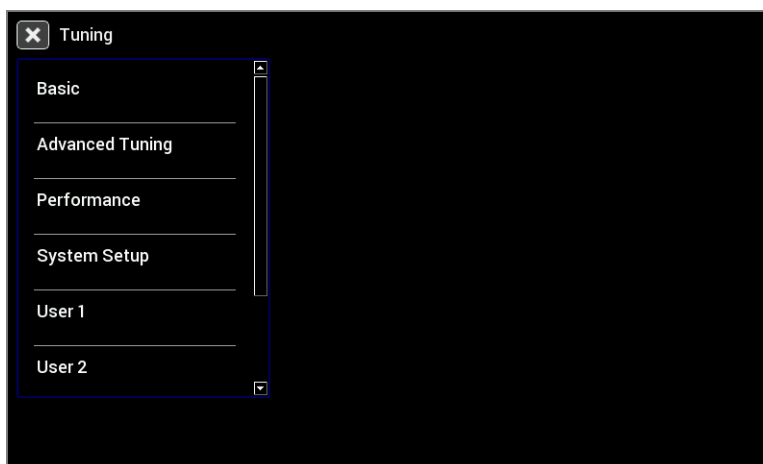 Tuning
Basic
Advanced Tuning
Performance
System Setup
User 1
User 2